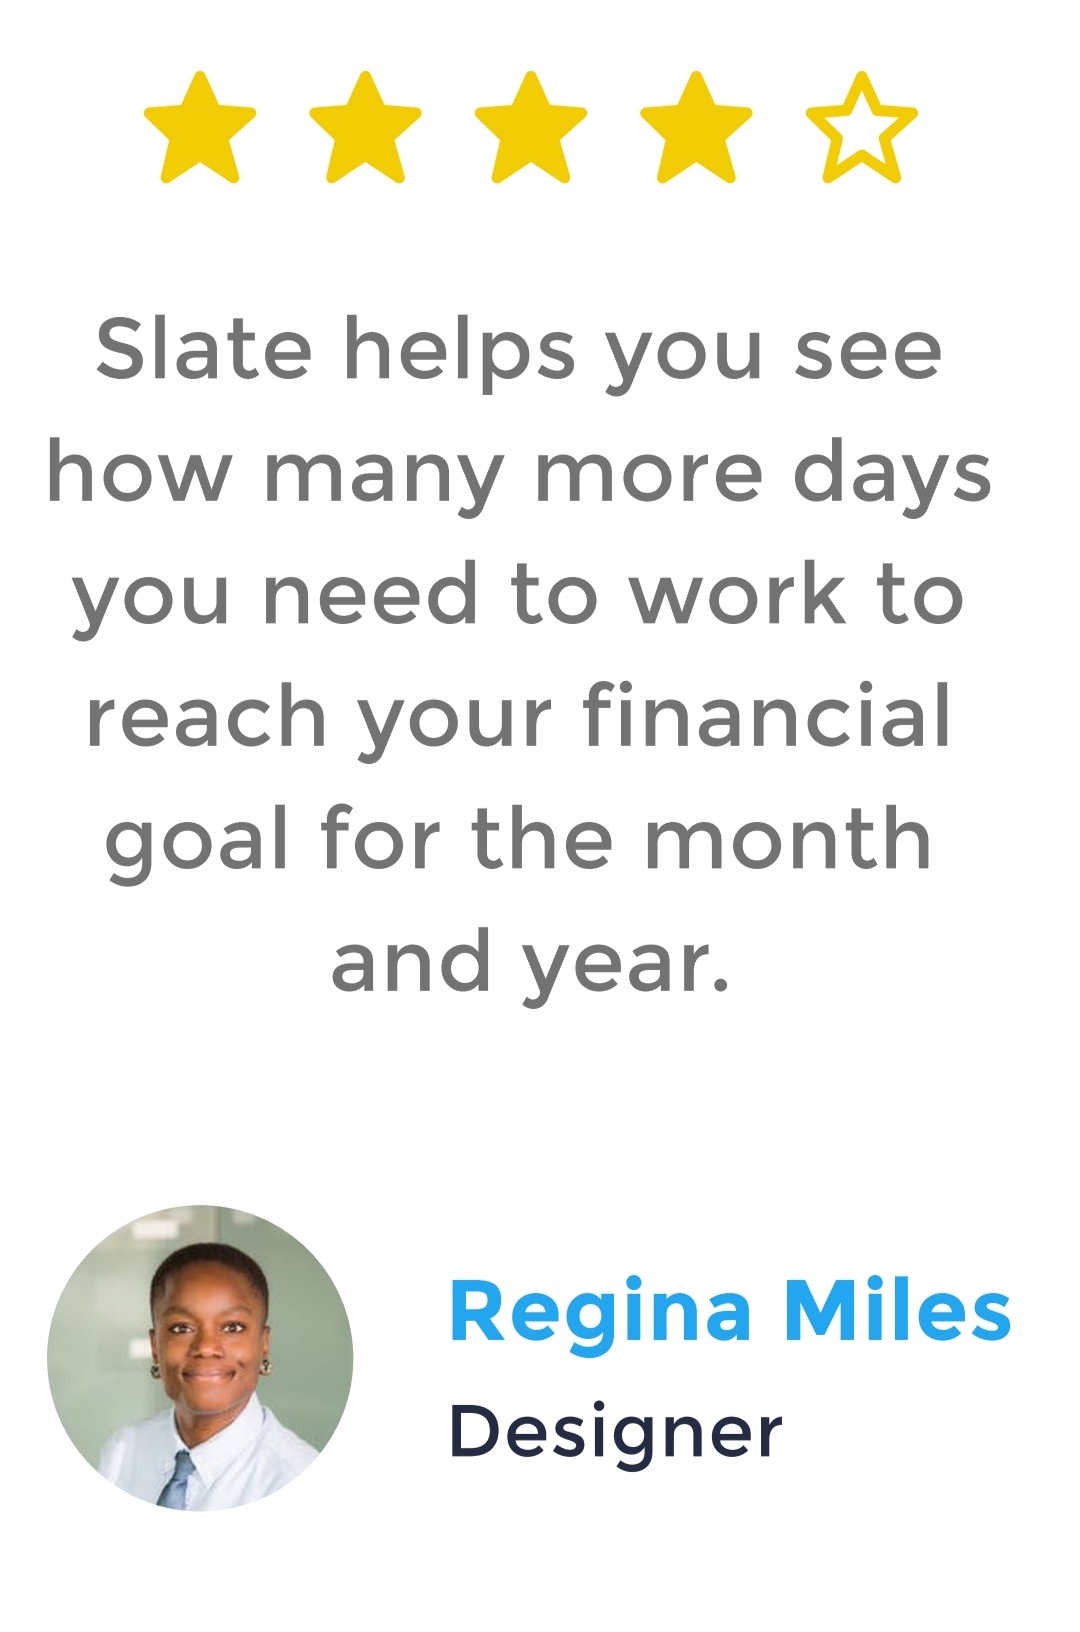 Slate helps you see
how many more days
you need to work to
reach your financial
goal for the month
and year.
Regina Miles
Designer